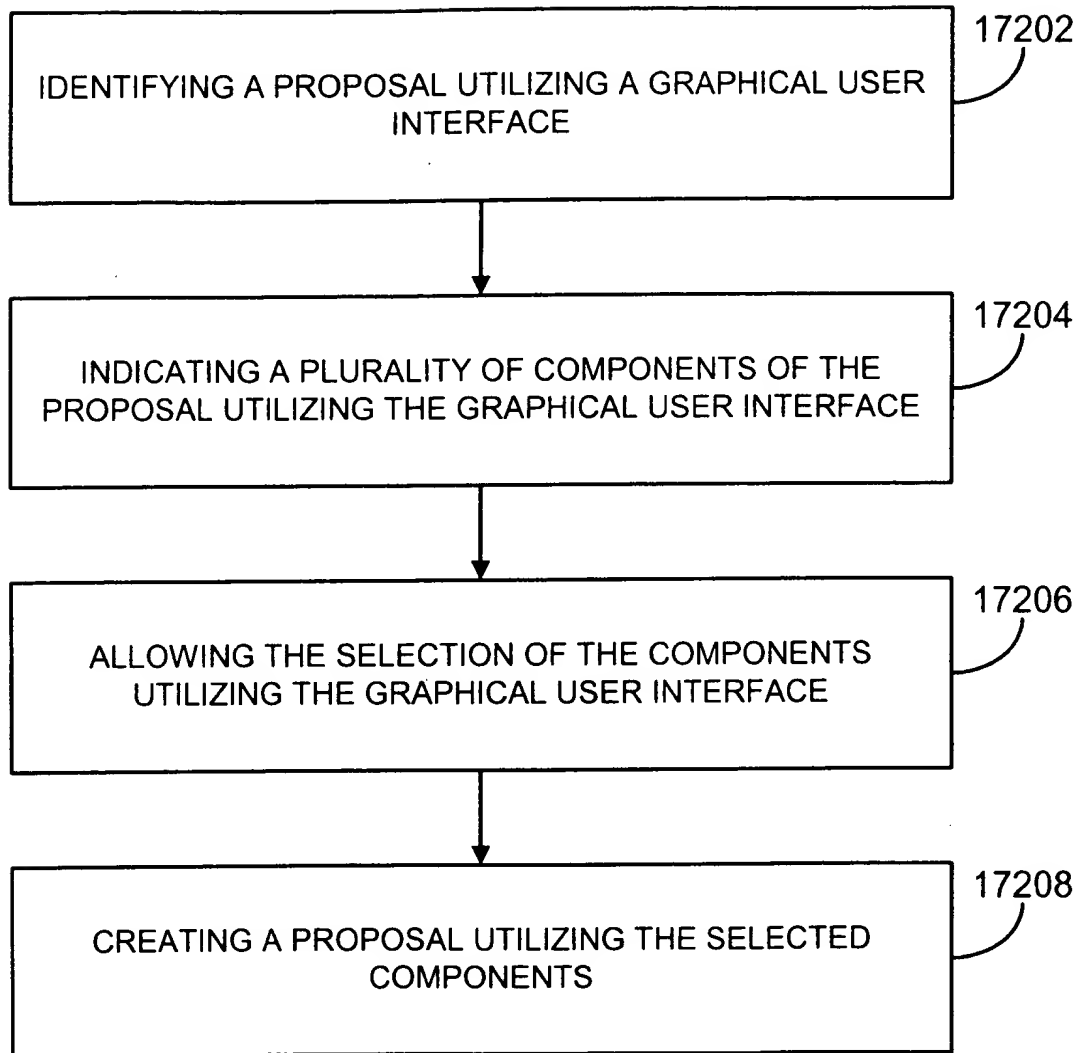 17202
IDENTIFYING A PROPOSAL UTILIZING A GRAPHICAL USER
INTERFACE
17204
INDICATING A PLURALITY OF COMPONENTS OF THE
PROPOSAL UTILIZING THE GRAPHICAL USER INTERFACE
17206
ALLOWING THE SELECTION OF THE COMPONENTS
UTILIZING THE GRAPHICAL USER INTERFACE
17208
CREATING A PROPOSAL UTILIZING THE SELECTED
COMPONENTS